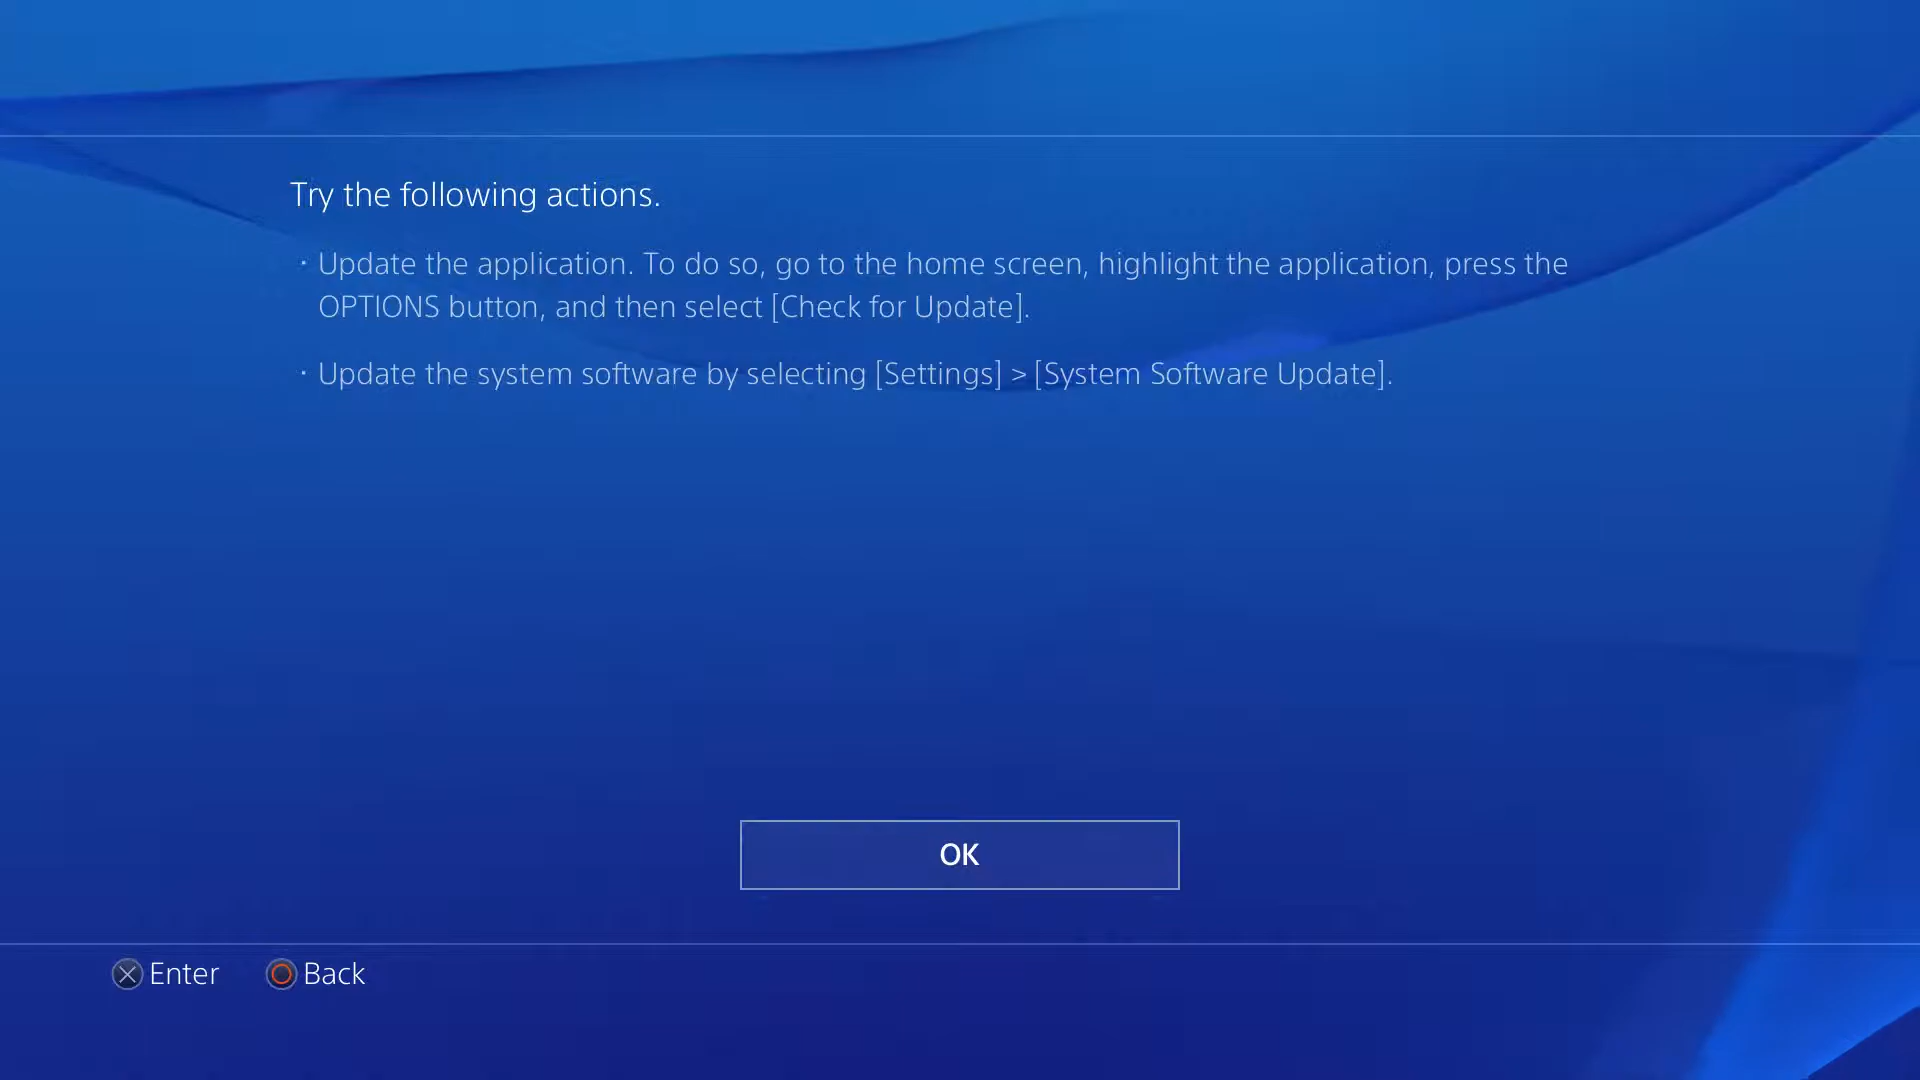 Try the following actions.
· Update the application. To do so, go to the home screen, highlight the application, press the
OPTIONS button, and then select [Check for Update].
· Update the system software by selecting [Settings] > [System Software Update].
OK
Enter Back